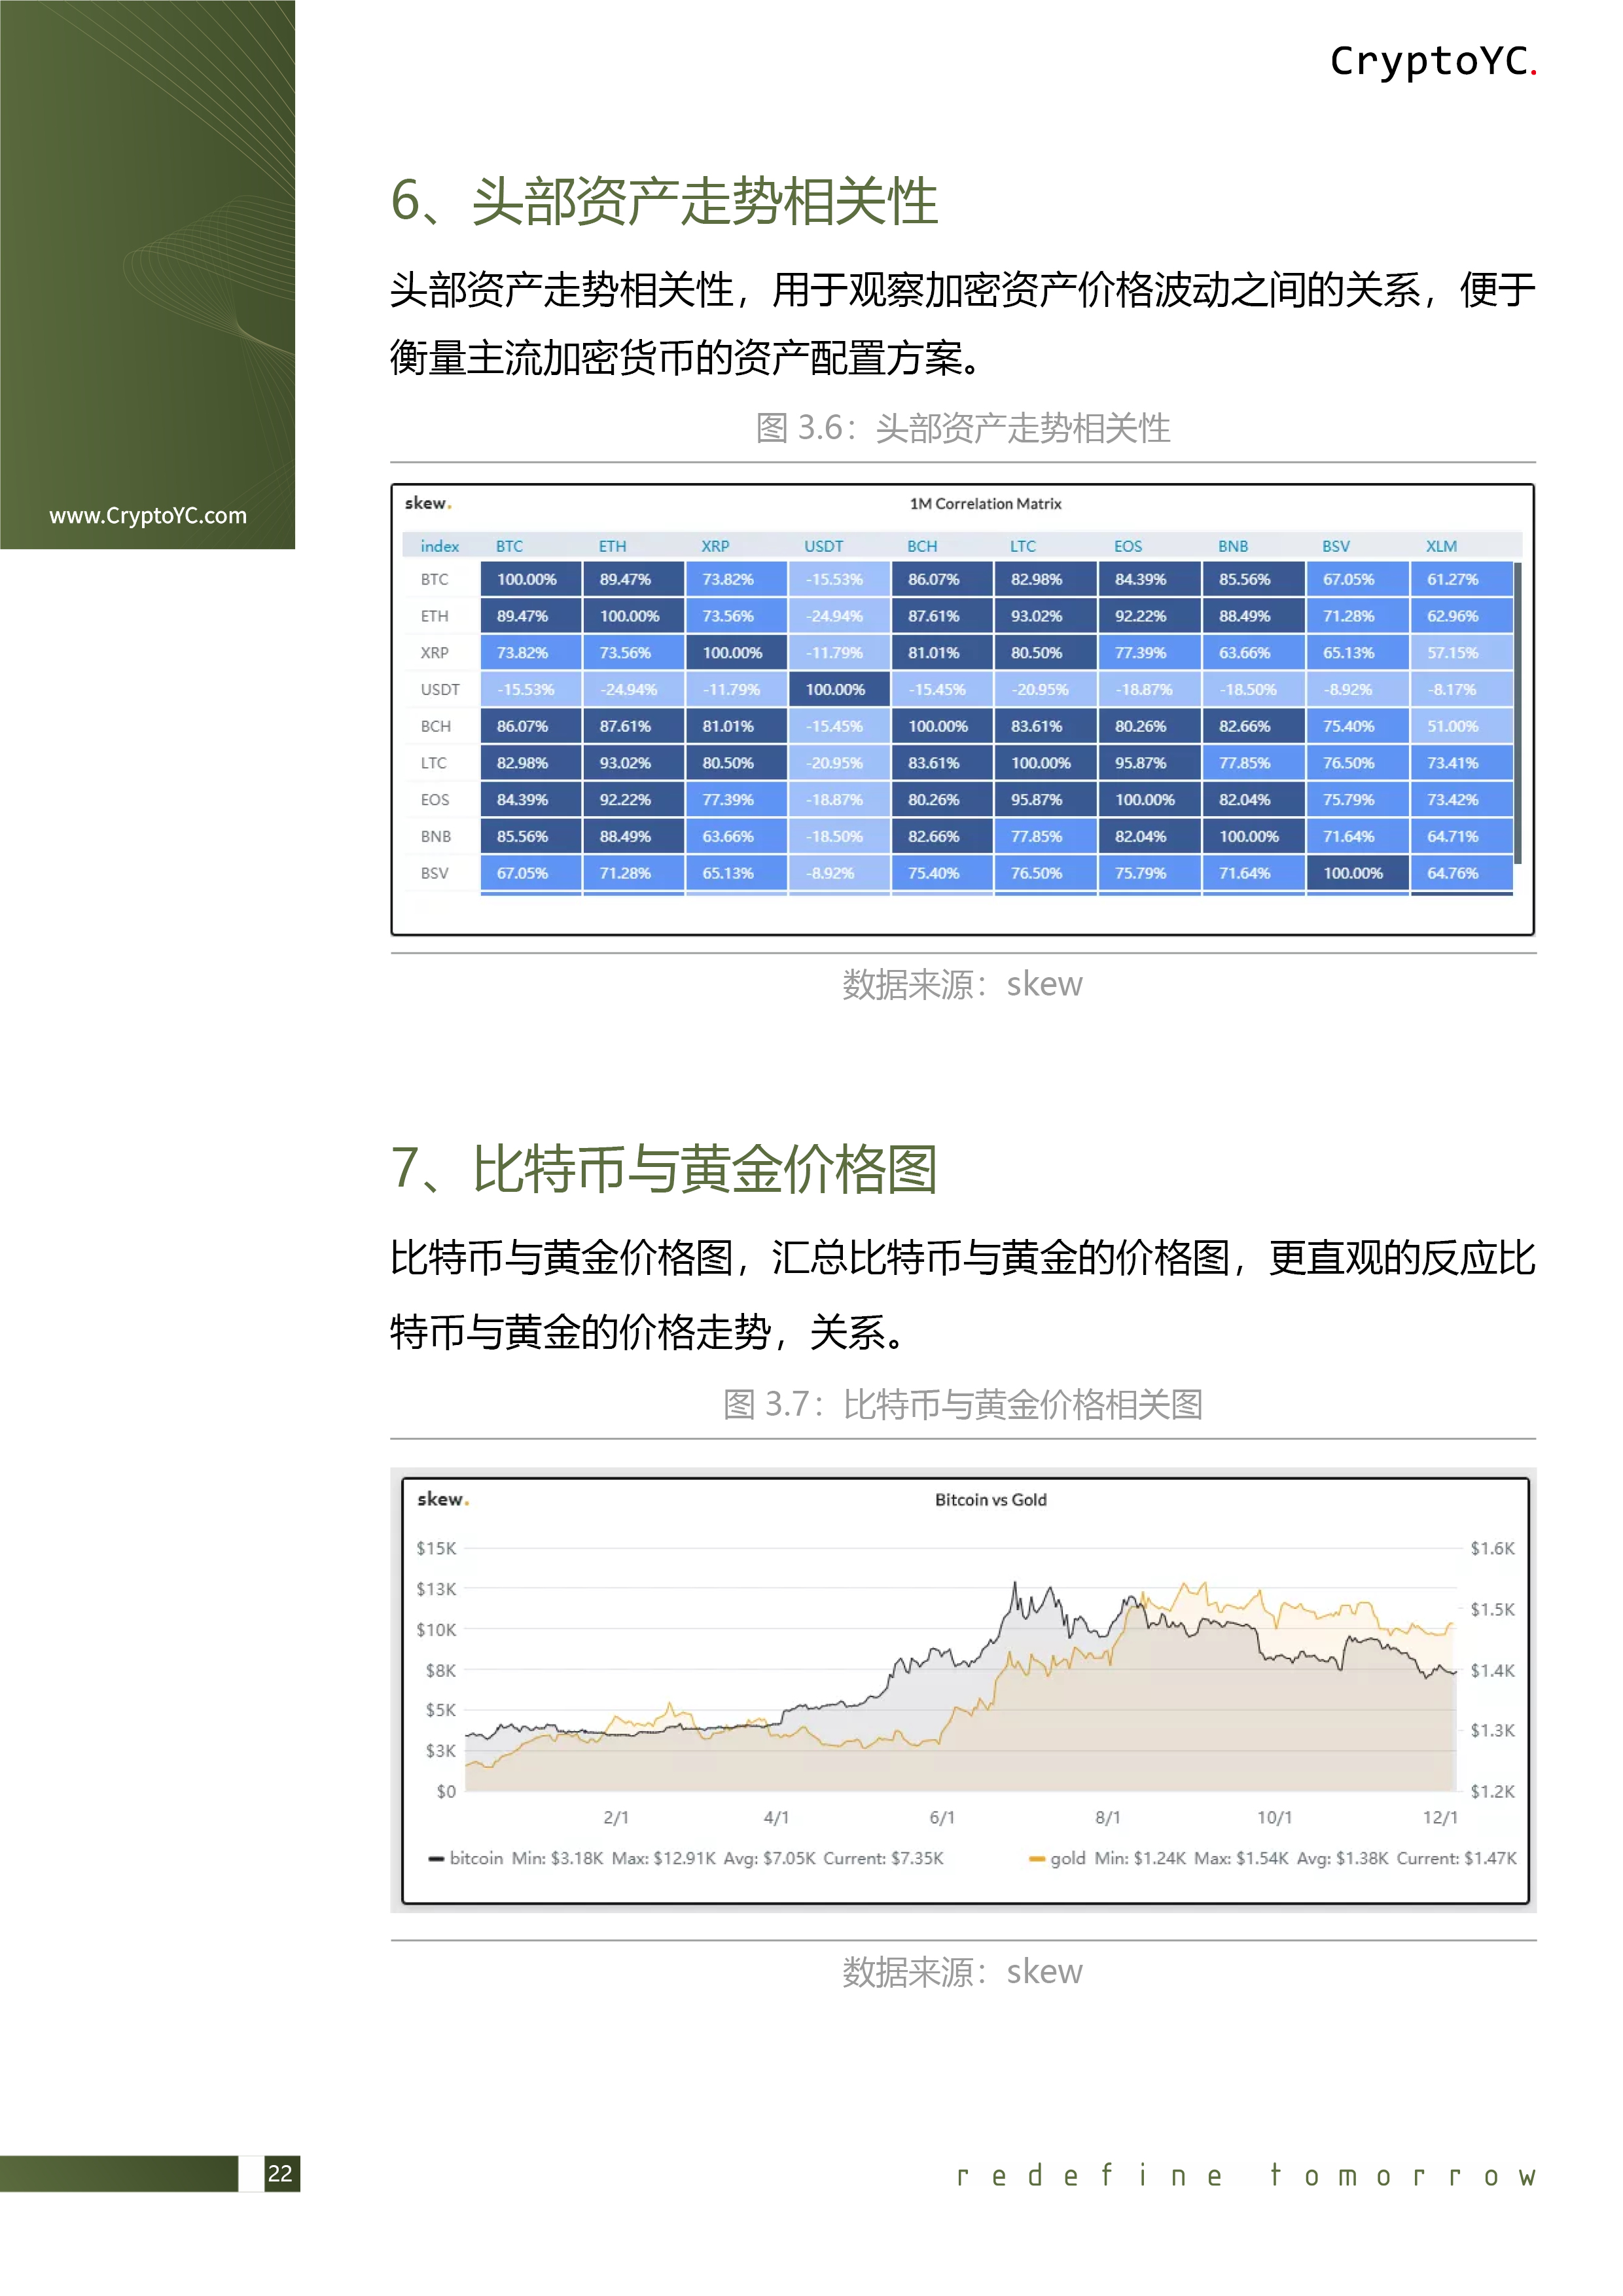 CryptoYC.
www.CryptoYC.com
6、头部资产走势相关性
头部资产走势相关性，用于观察加密资产价格波动之间的关系，便于
衡量主流加密货币的资产配置方案。
图 3.6：头部资产走势相关性
skew. 1M Correlation Matrix
index BTC ETH XRP USDT BCH LTC EOS BNB BSV XLM
BTC 100.00% 89.47% 73.82% -15.53% 86.07% 82.98% 84.39% 85.56% 67.05% 61.27%
ETH 89.47% 100.00% 73.56% -24.94% 87.61% 93.02% 92.22% 88.49% 71.28% 62.96%
XRP 73.82% 73.56% 100.00% -11.79% 81.01% 80.50% 77.39% 63.66% 65.13% 57.15%
USDT -15.53% -24.94% -11.79% 100.00% -15.45% -20.95% -18.87% -18.50% -8.92% -8.17%
BCH 86.07% 87.61% 81.01% -15.45% 100.00% 83.61% 80.26% 82.66% 75.40% 51.00%
LTC 82.98% 93.02% 80.50% -20.95% 83.61% 100.00% 95.87% 77.85% 76.50% 73.41%
EOS 84.39% 92.22% 77.39% -18.87% 80.26% 95.87% 100.00% 82.04% 75.79% 73.42%
BNB 85.56% 88.49% 63.66% -18.50% 82.66% 77.85% 82.04% 100.00% 71.64% 64.71%
BSV 67.05% 71.28% 65.13% -8.92% 75.40% 76.50% 75.79% 71.64% 100.00% 64.76%
数据来源：skew
7、比特币与黄金价格图
比特币与黄金价格图，汇总比特币与黄金的价格图，更直观的反应比
特币与黄金的价格走势，关系。
图 3.7：比特币与黄金价格相关图
skew. Bitcoin vs Gold
$15K $1.6K
$13K
$1.5K
$10K
$8K $1.4K
$5K
$1.3K
$3K
$0 $1.2K
2/1 4/1 6/1 8/1 10/1 12/1
bitcoin Min: $3.18K Max: $12.91K Avg: $7.05K Current: $7.35K gold Min: $1.24K Max: $1.54K Avg: $1.38K Current: $1.47K
数据来源：skew
22
redefine tomorrow